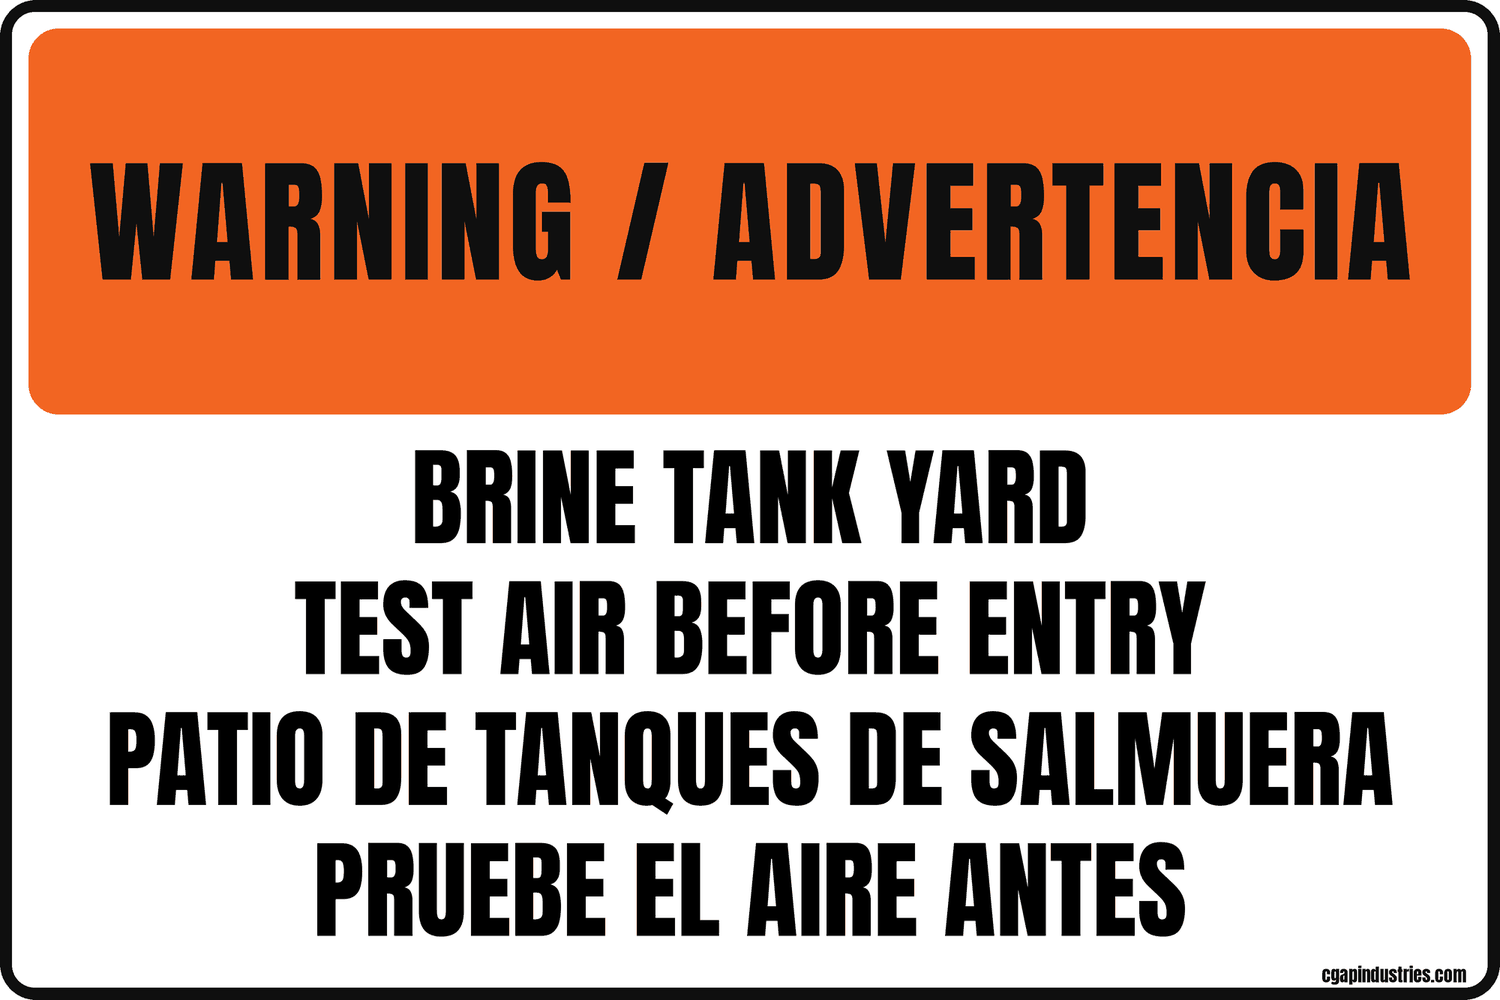 WARNING / ADVERTENCIA
BRINE TANK YARD
TEST AIR BEFORE ENTRY
PATIO DE TANQUES DE SALMUERA
PRUEBE EL AIRE ANTES
cgapindustries.com